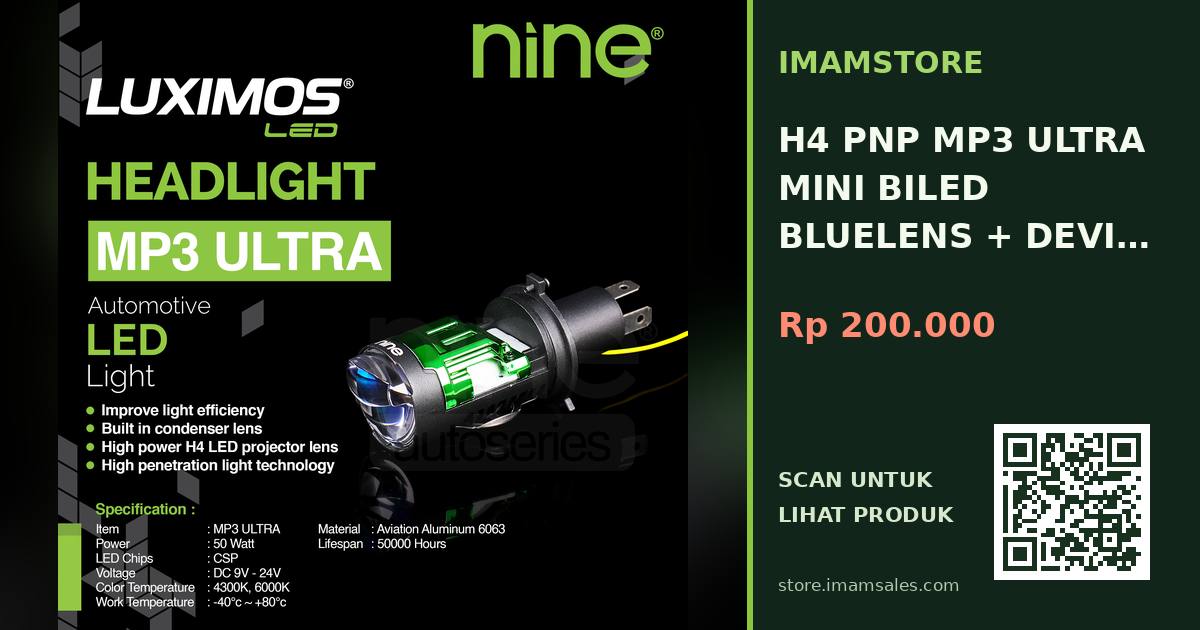 nine®
LUXIMOS®
LED
HEADLIGHT
MP3 ULTRA
Automotive
LED
Light
Improve light efficiency
Built in condenser lens
High power H4 LED projector lens
High penetration light technology
nine
autoseries
Specification :
Item : MP3 ULTRA
Power : 50 Watt
LED Chips : CSP
Voltage : DC 9V - 24V
Color Temperature : 4300K, 6000K
Work Temperature : -40°c ~ +80°c
Material : Aviation Aluminum 6063
Lifespan : 50000 Hours
IMAMSTORE
H4 PNP MP3 ULTRA
MINI BILED
BLUELENS + DEVI...
Rp 200.000
SCAN UNTUK
LIHAT PRODUK
store.imamsales.com